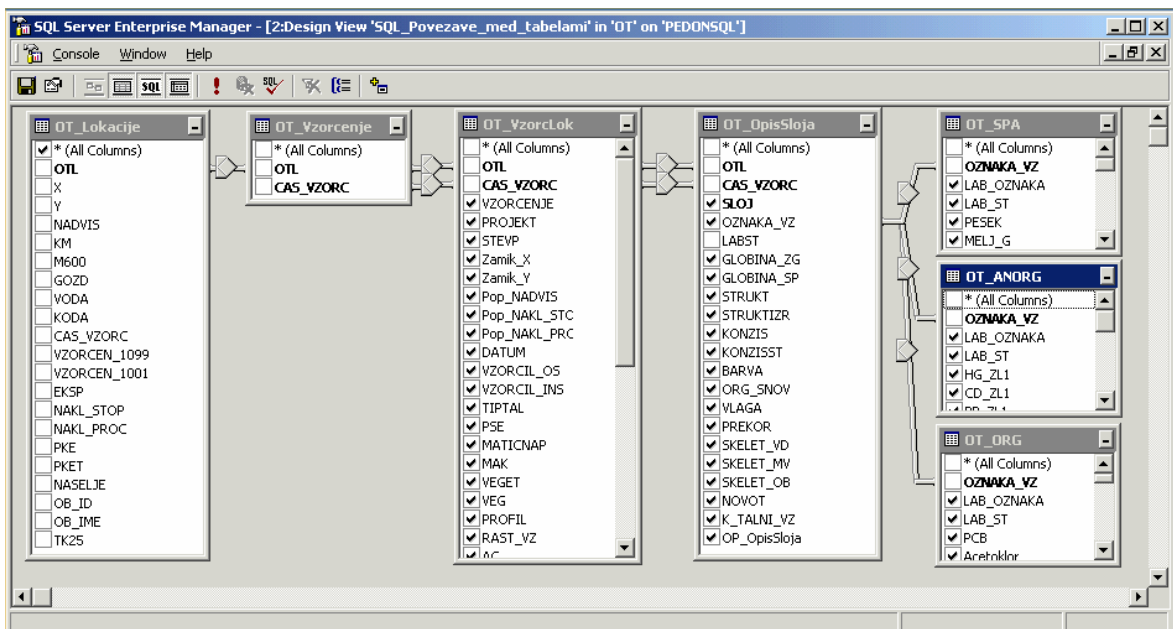 SQL Server Enterprise Manager - [2:Design View 'SQL_Povezave_med_tabelami' in 'OT' on 'PEDONSQL']
Console Window Help
SQL
SQL
OT_Lokacije
* (All Columns)
OTL
X
Y
NADVIS
KM
M600
GOZD
VODA
KODA
CAS_VZORC
VZORCEN_1099
VZORCEN_1001
EKSP
NAKL_STOP
NAKL_PROC
PKE
PKET
NASELJE
OB_ID
OB_IME
TK25
OT_Vzorcenje
* (All Columns)
OTL
CAS_VZORC
OT_VzorcLok
* (All Columns)
OTL
CAS_VZORC
VZORCENJE
PROJEKT
STEVP
Zamik_X
Zamik_Y
Pop_NADVIS
Pop_NAKL_STC
Pop_NAKL_PRC
DATUM
VZORCIL_OS
VZORCIL_INS
TIPTAL
PSE
MATICNAP
MAK
VEGET
VEG
PROFIL
RAST_VZ
OT_OpisSloja
* (All Columns)
OTL
CAS_VZORC
SLOJ
OZNAKA_VZ
LABST
GLOBINA_ZG
GLOBINA_SP
STRUKT
STRUKTIZR
KONZIS
KONZISST
BARVA
ORG_SNOV
VLAGA
PREKOR
SKELET_VD
SKELET_MV
SKELET_OB
NOVOT
K_TALNI_VZ
OP_OpisSloja
OT_SPA
* (All Columns)
OZNAKA_VZ
LAB_OZNAKA
LAB_ST
PESEK
MELJ_G
OT_ANORG
* (All Columns)
OZNAKA_VZ
LAB_OZNAKA
LAB_ST
HG_ZL1
CD_ZL1
OT_ORG
* (All Columns)
OZNAKA_VZ
LAB_OZNAKA
LAB_ST
PCB
Acetoklor